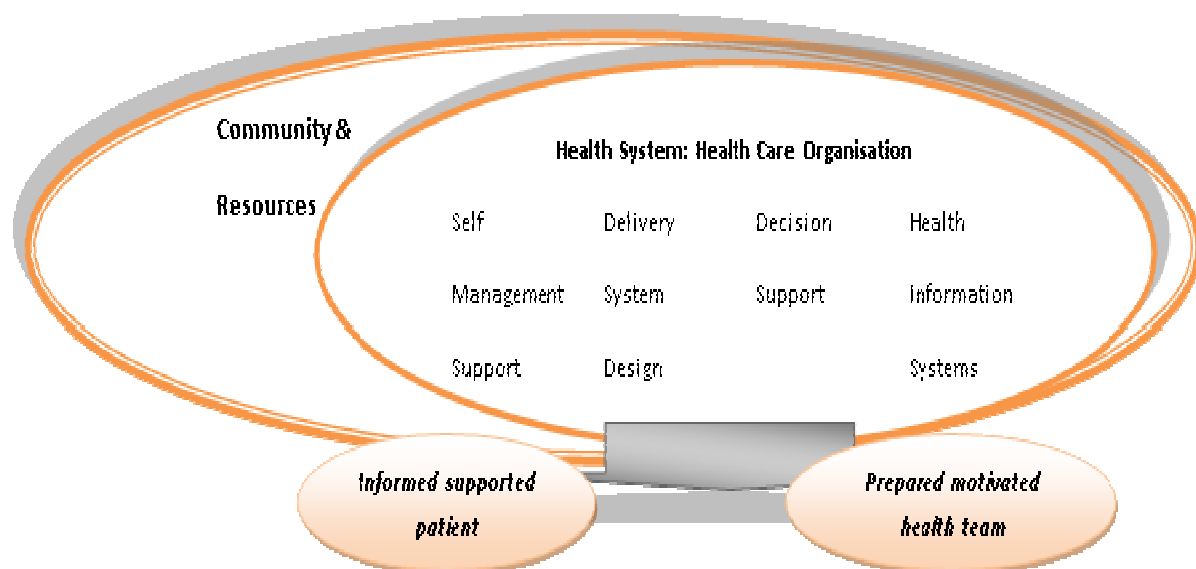 Community &
Resources
Health System: Health Care Organisation
Self Delivery Decision Health
Management System Support Information
Support Design Systems
Informed supported
patient
Prepared motivated
health team